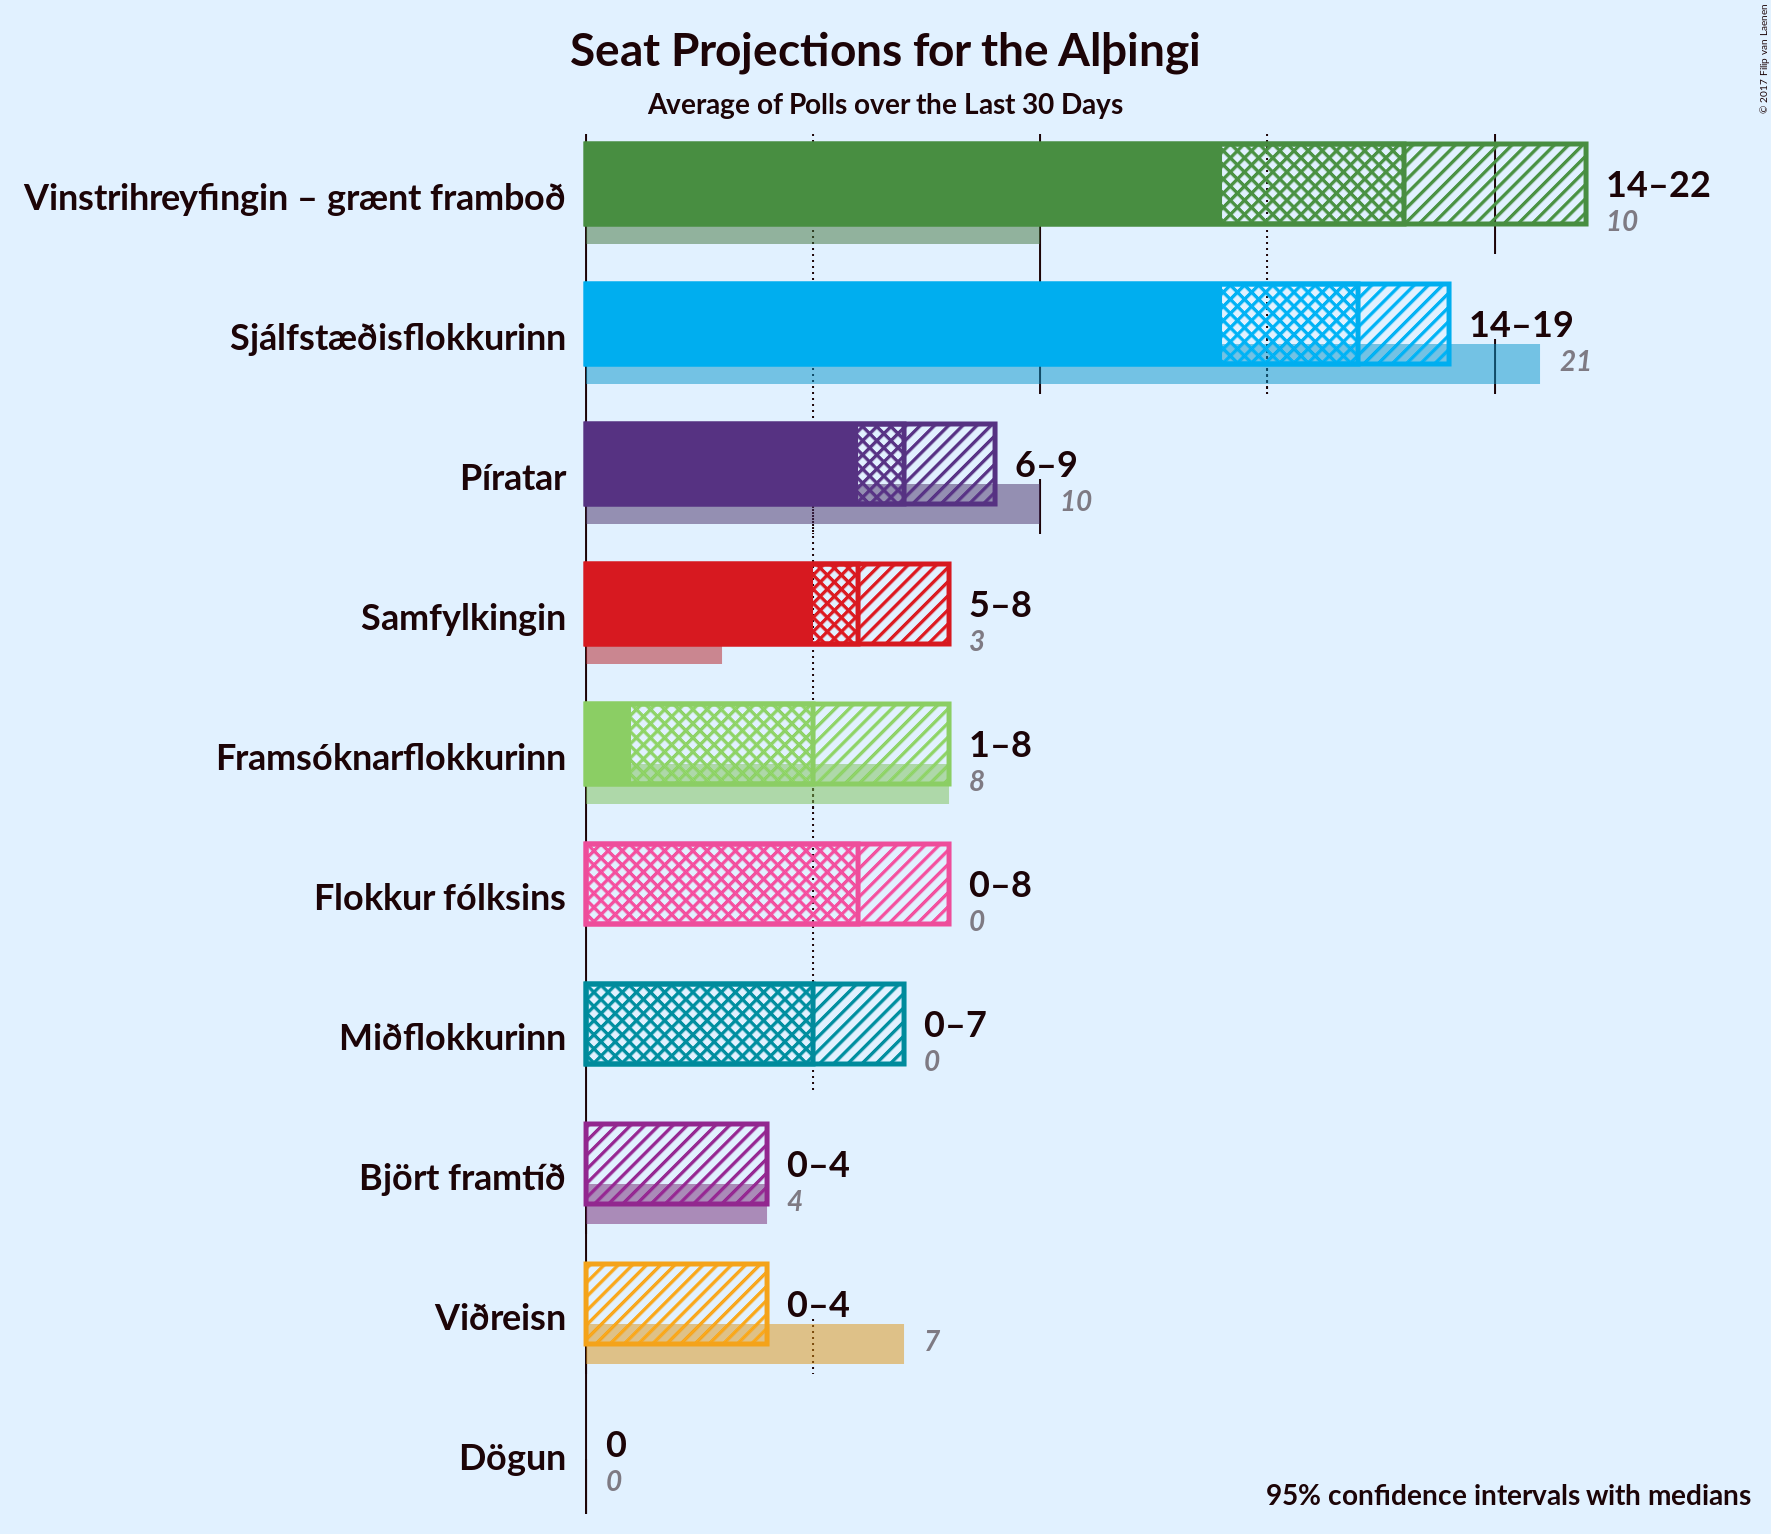 © 2017 Filip van Laenen
Seat Projections for the Alþingi
Average of Polls over the Last 30 Days
Vinstrihreyfingin – grænt framboð
14–22
10
Sjálfstæðisflokkurinn
14–19
21
Píratar
6–9
10
Samfylkingin
5–8
3
Framsóknarflokkurinn
1–8
8
Flokkur fólksins
0–8
0
Miðflokkurinn
0–7
0
Björt framtíð
0–4
4
Viðreisn
0–4
7
Dögun
0
0
95% confidence intervals with medians